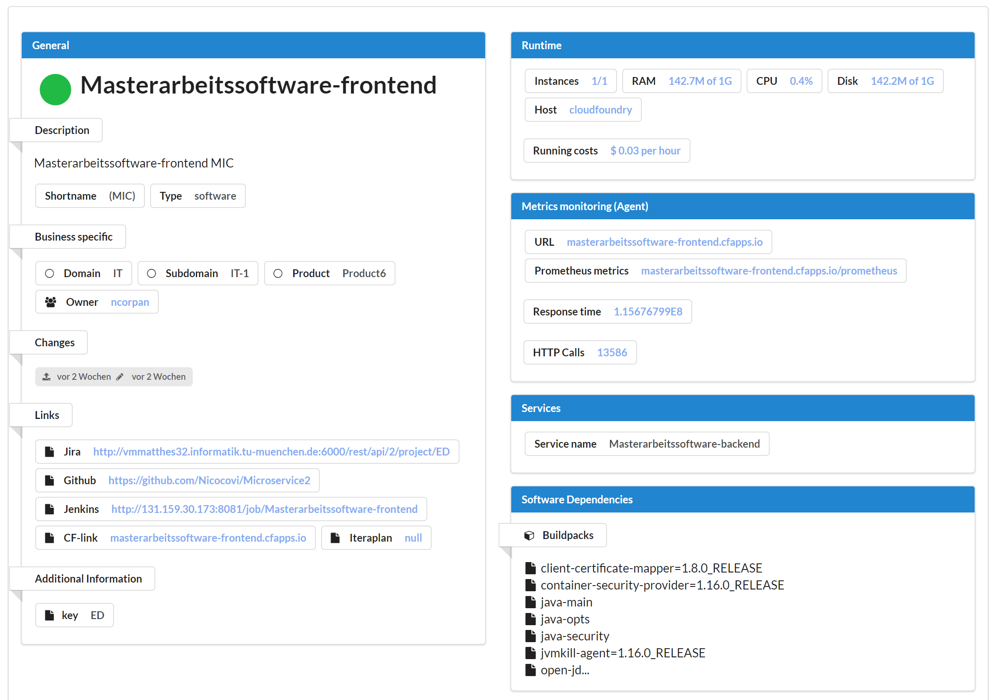 General
Masterarbeitssoftware-frontend
Description
Masterarbeitssoftware-frontend MIC
Shortname (MIC) Type software
Business specific
Domain IT Subdomain IT-1 Product Product6
Owner ncorpan
Changes
vor 2 Wochen vor 2 Wochen
Links
Jira http://vmmatthes32.informatik.tu-muenchen.de:6000/rest/api/2/project/ED
Github https://github.com/Nicocovi/Microservice2
Jenkins http://131.159.30.173:8081/job/Masterarbeitssoftware-frontend
CF-link masterarbeitssoftware-frontend.cfapps.io Iteraplan null
Additional Information
key ED
Runtime
Instances 1/1 RAM 142.7M of 1G CPU 0.4% Disk 142.2M of 1G
Host cloudfoundry
Running costs $ 0.03 per hour
Metrics monitoring (Agent)
URL masterarbeitssoftware-frontend.cfapps.io
Prometheus metrics masterarbeitssoftware-frontend.cfapps.io/prometheus
Response time 1.15676799E8
HTTP Calls 13586
Services
Service name Masterarbeitssoftware-backend
Software Dependencies
Buildpacks
client-certificate-mapper=1.8.0_RELEASE
container-security-provider=1.16.0_RELEASE
java-main
java-opts
java-security
jvmkill-agent=1.16.0_RELEASE
open-jd...